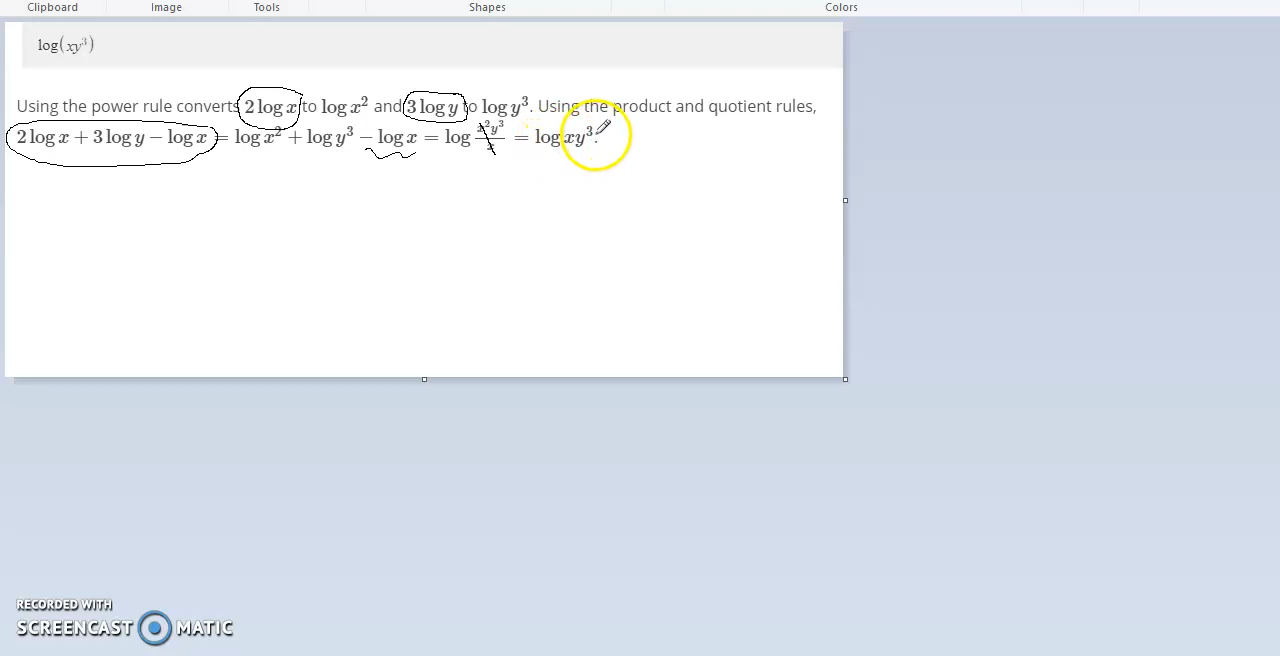 Clipboard Image Tools Shapes Colors
log(xy³)
Using the power rule converts 2 log x to log x² and 3 log y to log y³. Using the product and quotient rules,
2 log x + 3 log y − log x = log x² + log y³ − log x = log x²y³/x = log xy³.
RECORDED WITH
SCREENCAST MATIC